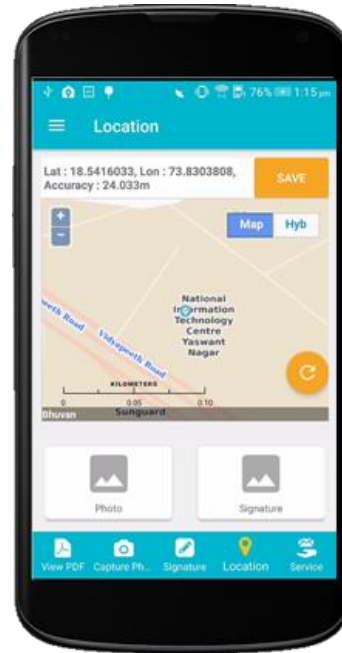 76% 1:15 pm
Location
Lat : 18.5416033, Lon : 73.8303808,
Accuracy : 24.033m
SAVE
+
-
Map Hyb
National
Information
Technology
Centre
Yaswant
Nagar
Vidyapeeth Road
peeth Road
KILOMETERS
0 0.05 0.10
Bhuvan
Sunguard
Photo
Signature
View PDF
Capture Ph...
Signature
Location
Service